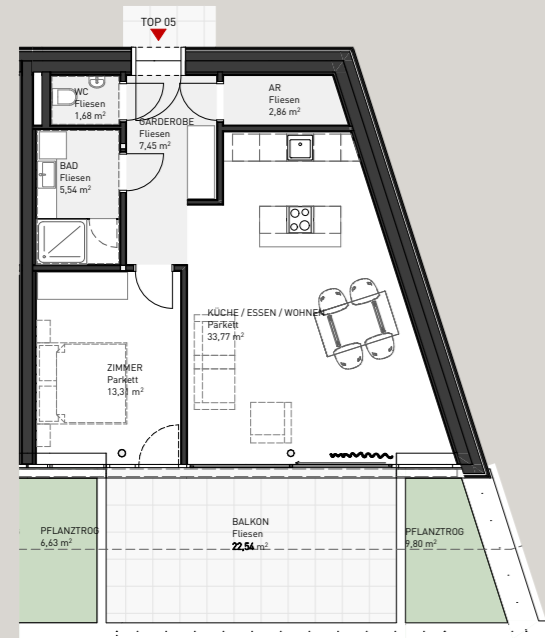 TOP 05
WC
Fliesen
1,68 m²
AR
Fliesen
2,86 m²
GARDEROBE
Fliesen
7,45 m²
BAD
Fliesen
5,54 m²
KÜCHE / ESSEN / WOHNEN
Parkett
33,77 m²
ZIMMER
Parkett
13,31 m²
BALKON
Fliesen
22,54 m²
PFLANZTROG
6,63 m²
PFLANZTROG
9,80 m²